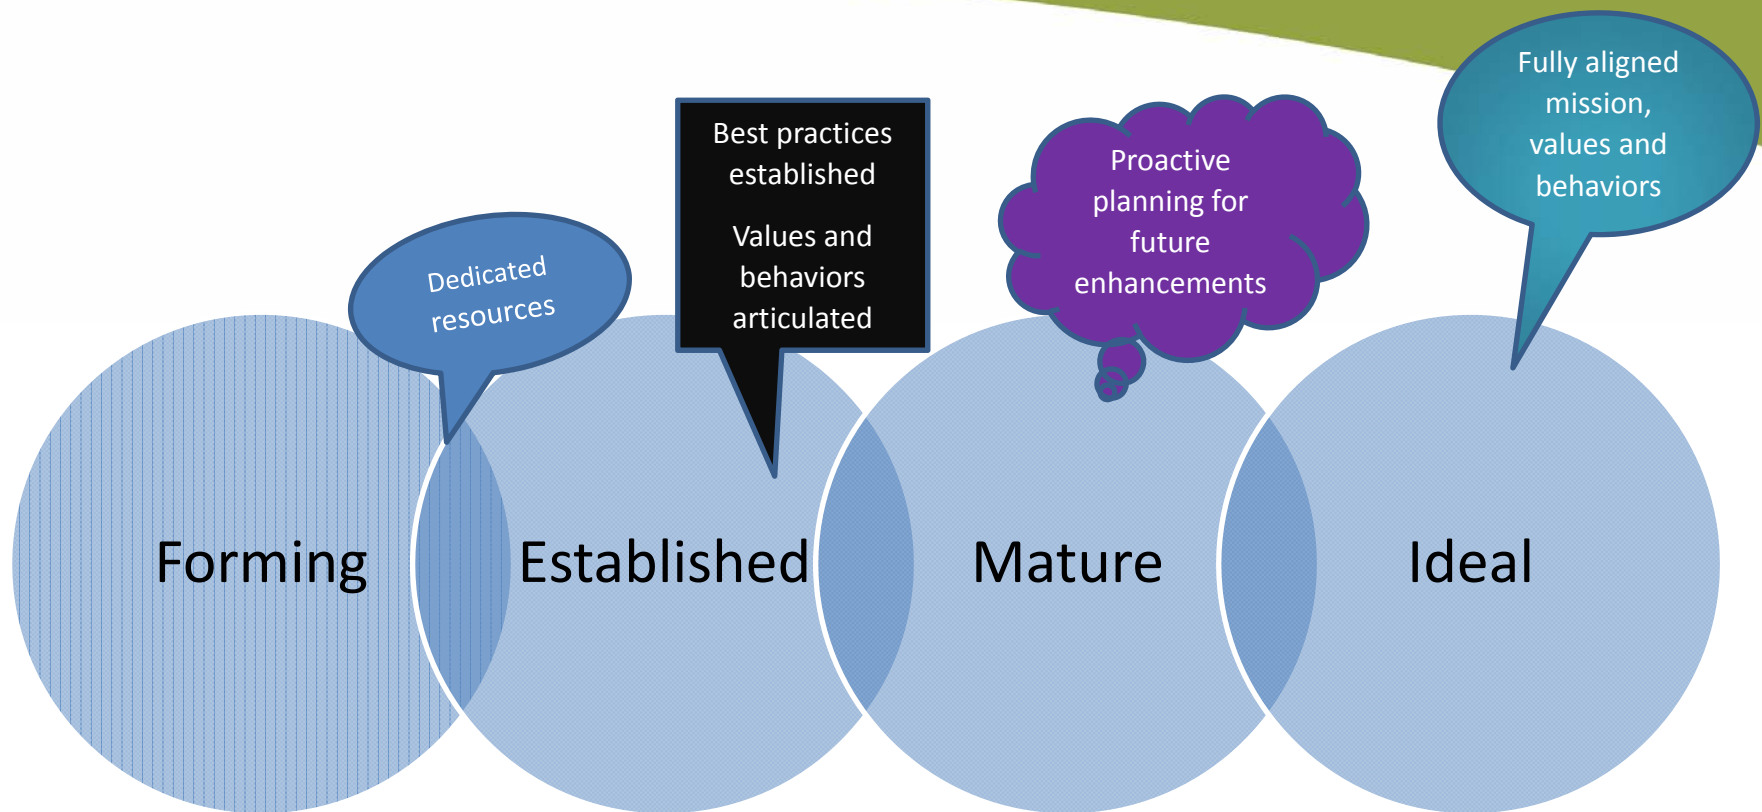 Dedicated
resources
Best practices
established
Values and
behaviors
articulated
Proactive
planning for
future
enhancements
Fully aligned
mission,
values and
behaviors
Forming
Established
Mature
Ideal